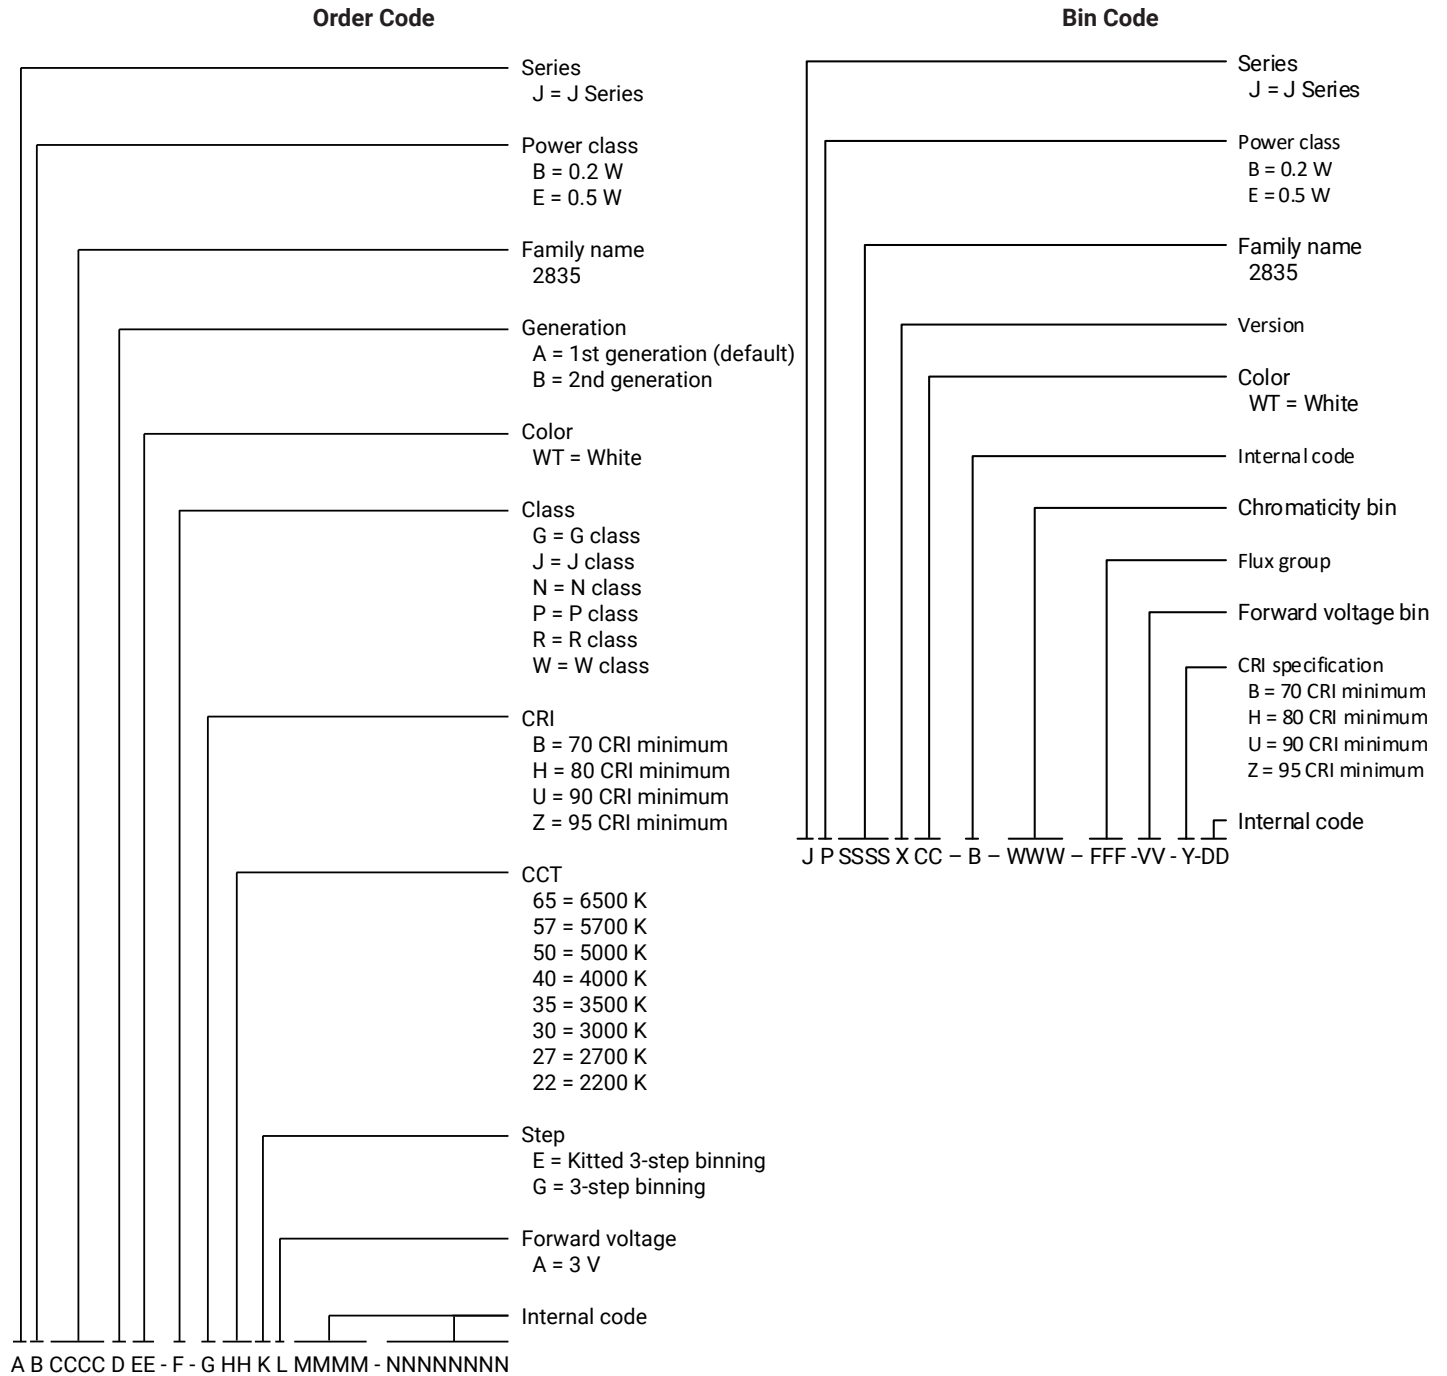 Order Code
Series
J = J Series
Power class
B = 0.2 W
E = 0.5 W
Family name
2835
Generation
A = 1st generation (default)
B = 2nd generation
Color
WT = White
Class
G = G class
J = J class
N = N class
P = P class
R = R class
W = W class
CRI
B = 70 CRI minimum
H = 80 CRI minimum
U = 90 CRI minimum
Z = 95 CRI minimum
CCT
65 = 6500 K
57 = 5700 K
50 = 5000 K
40 = 4000 K
35 = 3500 K
30 = 3000 K
27 = 2700 K
22 = 2200 K
Step
E = Kitted 3-step binning
G = 3-step binning
Forward voltage
A = 3 V
Internal code
A B CCCC D EE - F - G HH K L MMMM - NNNNNNNN
Bin Code
Series
J = J Series
Power class
B = 0.2 W
E = 0.5 W
Family name
2835
Version
Color
WT = White
Internal code
Chromaticity bin
Flux group
Forward voltage bin
CRI specification
B = 70 CRI minimum
H = 80 CRI minimum
U = 90 CRI minimum
Z = 95 CRI minimum
Internal code
J P SSSS X CC – B – WWW – FFF -VV - Y-DD